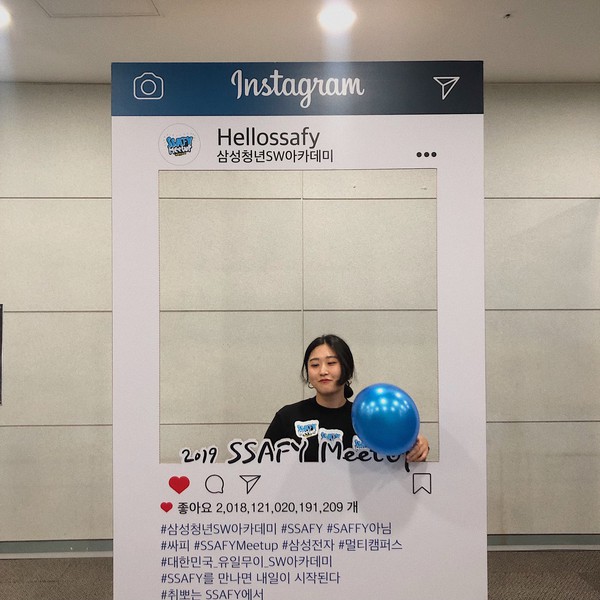 Instagram
SSAFY
Meetup
Hellossafy
삼성청년SW아카데미
2019 SSAFY Meetup
좋아요 2,018,121,020,191,209 개
#삼성청년SW아카데미 #SSAFY #SAFFY아님
#싸피 #SSAFYMeetup #삼성전자 #멀티캠퍼스
#대한민국_유일무이_SW아카데미
#SSAFY를 만나면 내일이 시작된다
#취뽀는 SSAFY에서